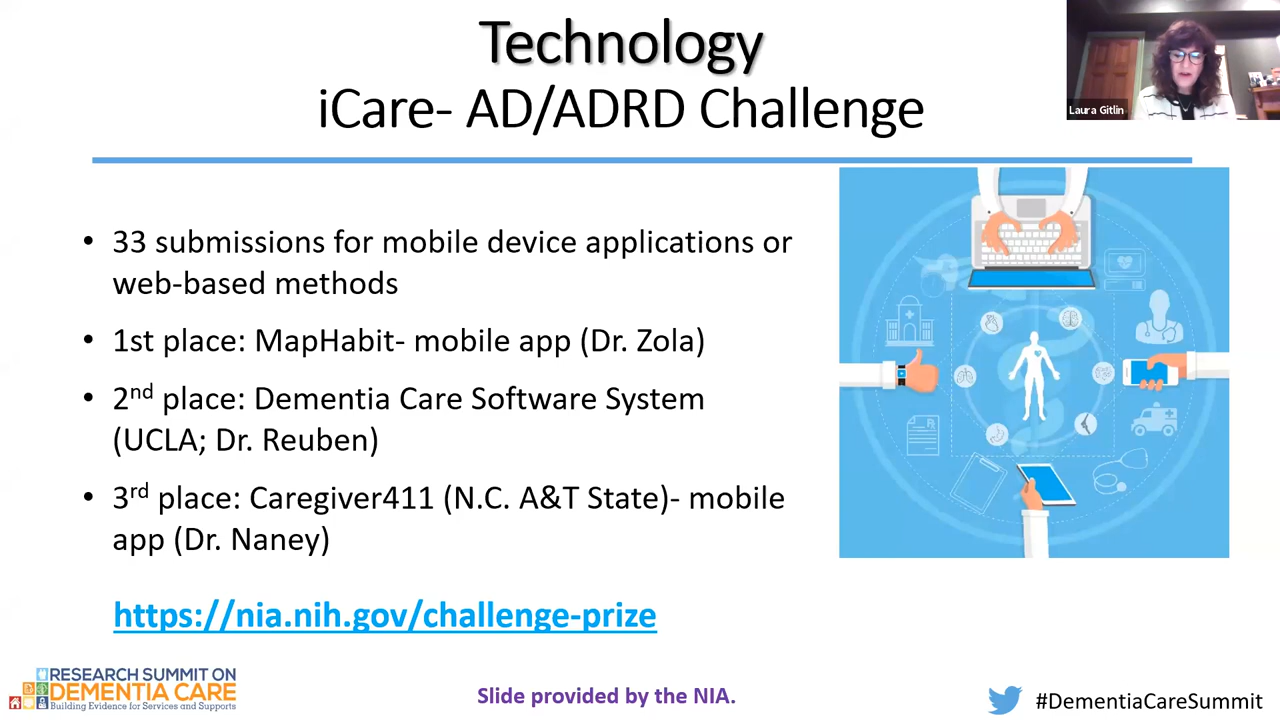 Technology
iCare- AD/ADRD Challenge
Laura Gitlin
• 33 submissions for mobile device applications or
web-based methods
• 1st place: MapHabit- mobile app (Dr. Zola)
• 2nd place: Dementia Care Software System
(UCLA; Dr. Reuben)
• 3rd place: Caregiver411 (N.C. A&T State)- mobile
app (Dr. Naney)
https://nia.nih.gov/challenge-prize
RESEARCH SUMMIT ON
DEMENTIA CARE
Building Evidence for Services and Supports
Slide provided by the NIA.
#DementiaCareSummit